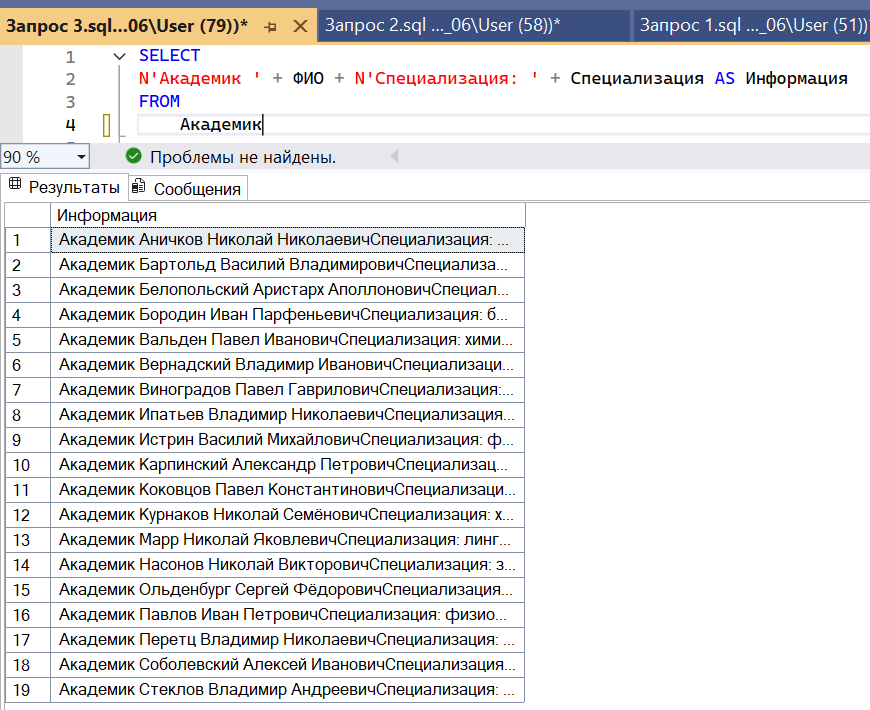 Запрос 3.sql...06\User (79))*
Запрос 2.sql ..._06\User (58))*
Запрос 1.sql ..._06\User (51))*
1 SELECT
2 N'Академик ' + ФИО + N'Специализация: ' + Специализация AS Информация
3 FROM
4 Академик
90 %
Проблемы не найдены.
Результаты
Сообщения
Информация
1 Академик Аничков Николай НиколаевичСпециализация: ...
2 Академик Бартольд Василий ВладимировичСпециализа...
3 Академик Белопольский Аристарх АполлоновичСпециал...
4 Академик Бородин Иван ПарфеньевичСпециализация: б...
5 Академик Вальден Павел ИвановичСпециализация: хими...
6 Академик Вернадский Владимир ИвановичСпециализаци...
7 Академик Виноградов Павел ГавриловичСпециализация:...
8 Академик Ипатьев Владимир НиколаевичСпециализация...
9 Академик Истрин Василий МихайловичСпециализация: ф...
10 Академик Карпинский Александр ПетровичСпециализац...
11 Академик Коковцов Павел КонстантиновичСпециализаци...
12 Академик Курнаков Николай СемёновичСпециализация: х...
13 Академик Марр Николай ЯковлевичСпециализация: линг...
14 Академик Насонов Николай ВикторовичСпециализация: з...
15 Академик Ольденбург Сергей ФёдоровичСпециализация...
16 Академик Павлов Иван ПетровичСпециализация: физио...
17 Академик Перетц Владимир НиколаевичСпециализация: ...
18 Академик Соболевский Алексей ИвановичСпециализация...
19 Академик Стеклов Владимир АндреевичСпециализация: ...